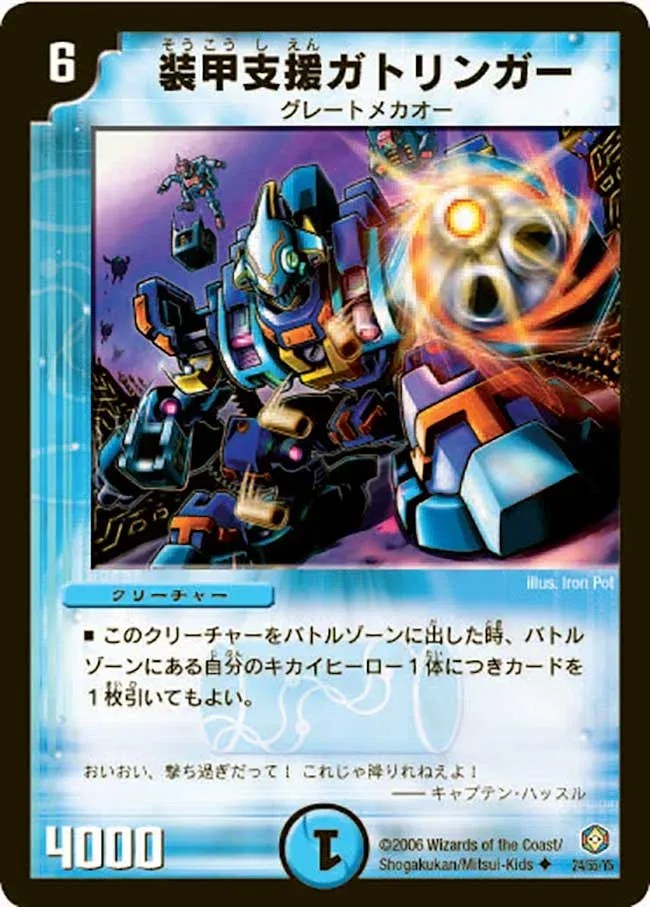 6
そうこう し えん
装甲支援ガトリンガー
グレートメカオー
illus. Iron Pot
クリーチャー
■ このクリーチャーをバトルゾーンに出した時、バトル
ゾーンにある自分のキカイヒーロー1体につきカードを
1枚引いてもよい。
おいおい、撃ち過ぎだって! これじゃ降りれねえよ!
—— キャプテン・ハッスル
4000
1
©2006 Wizards of the Coast/
Shogakukan/Mitsui-Kids ◆ 24/55・Y5